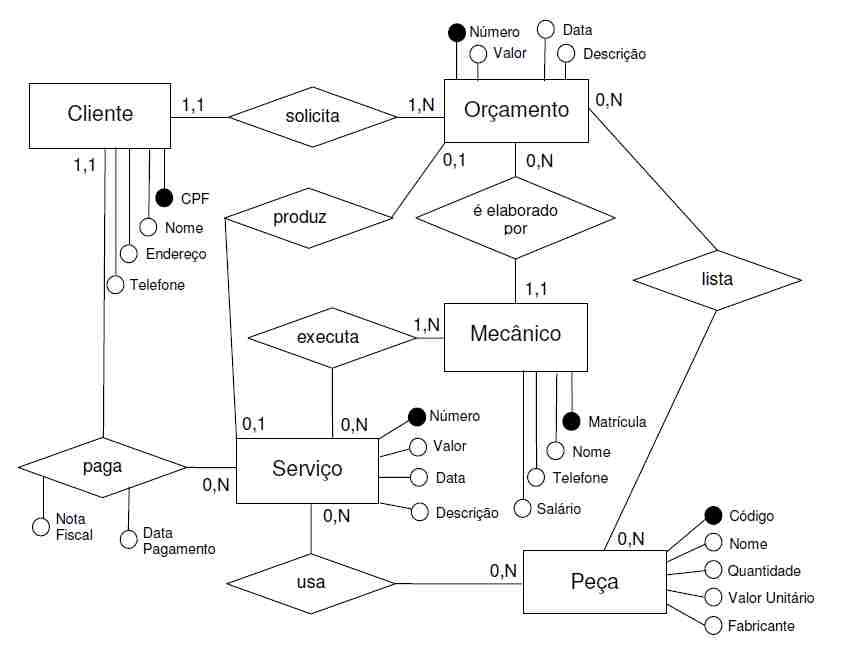 Número
Data
Valor
Descrição
Cliente
1,1
solicita
1,N
Orçamento
0,N
1,1
0,1
0,N
CPF
Nome
Endereço
Telefone
produz
é elaborado
por
lista
1,1
executa
1,N
Mecânico
0,1
0,N
Número
Valor
Data
Descrição
Matrícula
Nome
Telefone
Salário
paga
0,N
Serviço
0,N
Nota
Fiscal
Data
Pagamento
usa
0,N
0,N
Peça
Código
Nome
Quantidade
Valor Unitário
Fabricante